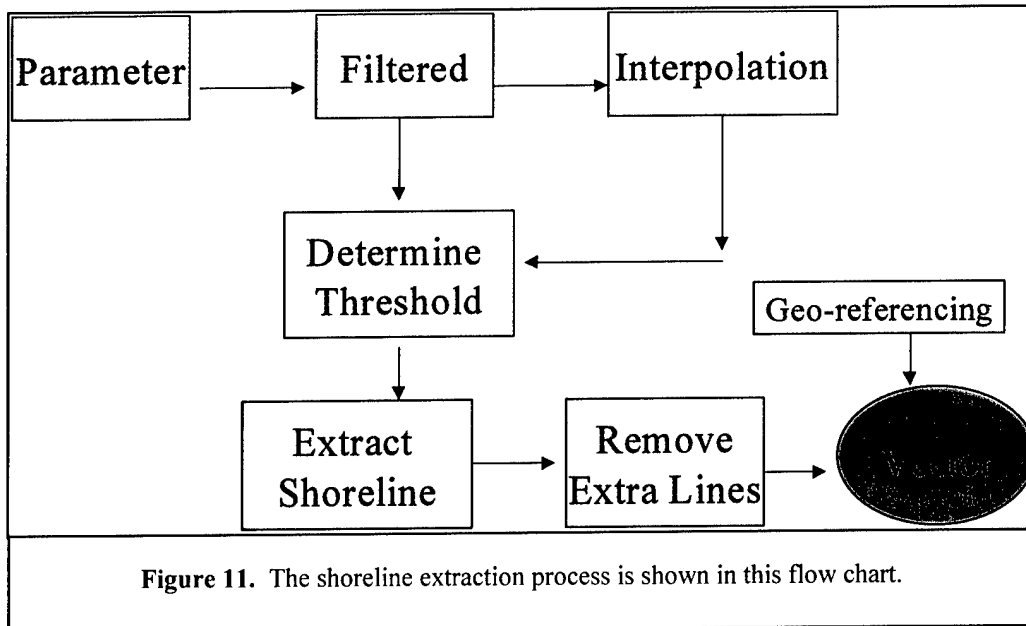 Parameter
Filtered
Interpolation
Determine
Threshold
Geo-referencing
Extract
Shoreline
Remove
Extra Lines
Figure 11. The shoreline extraction process is shown in this flow chart.